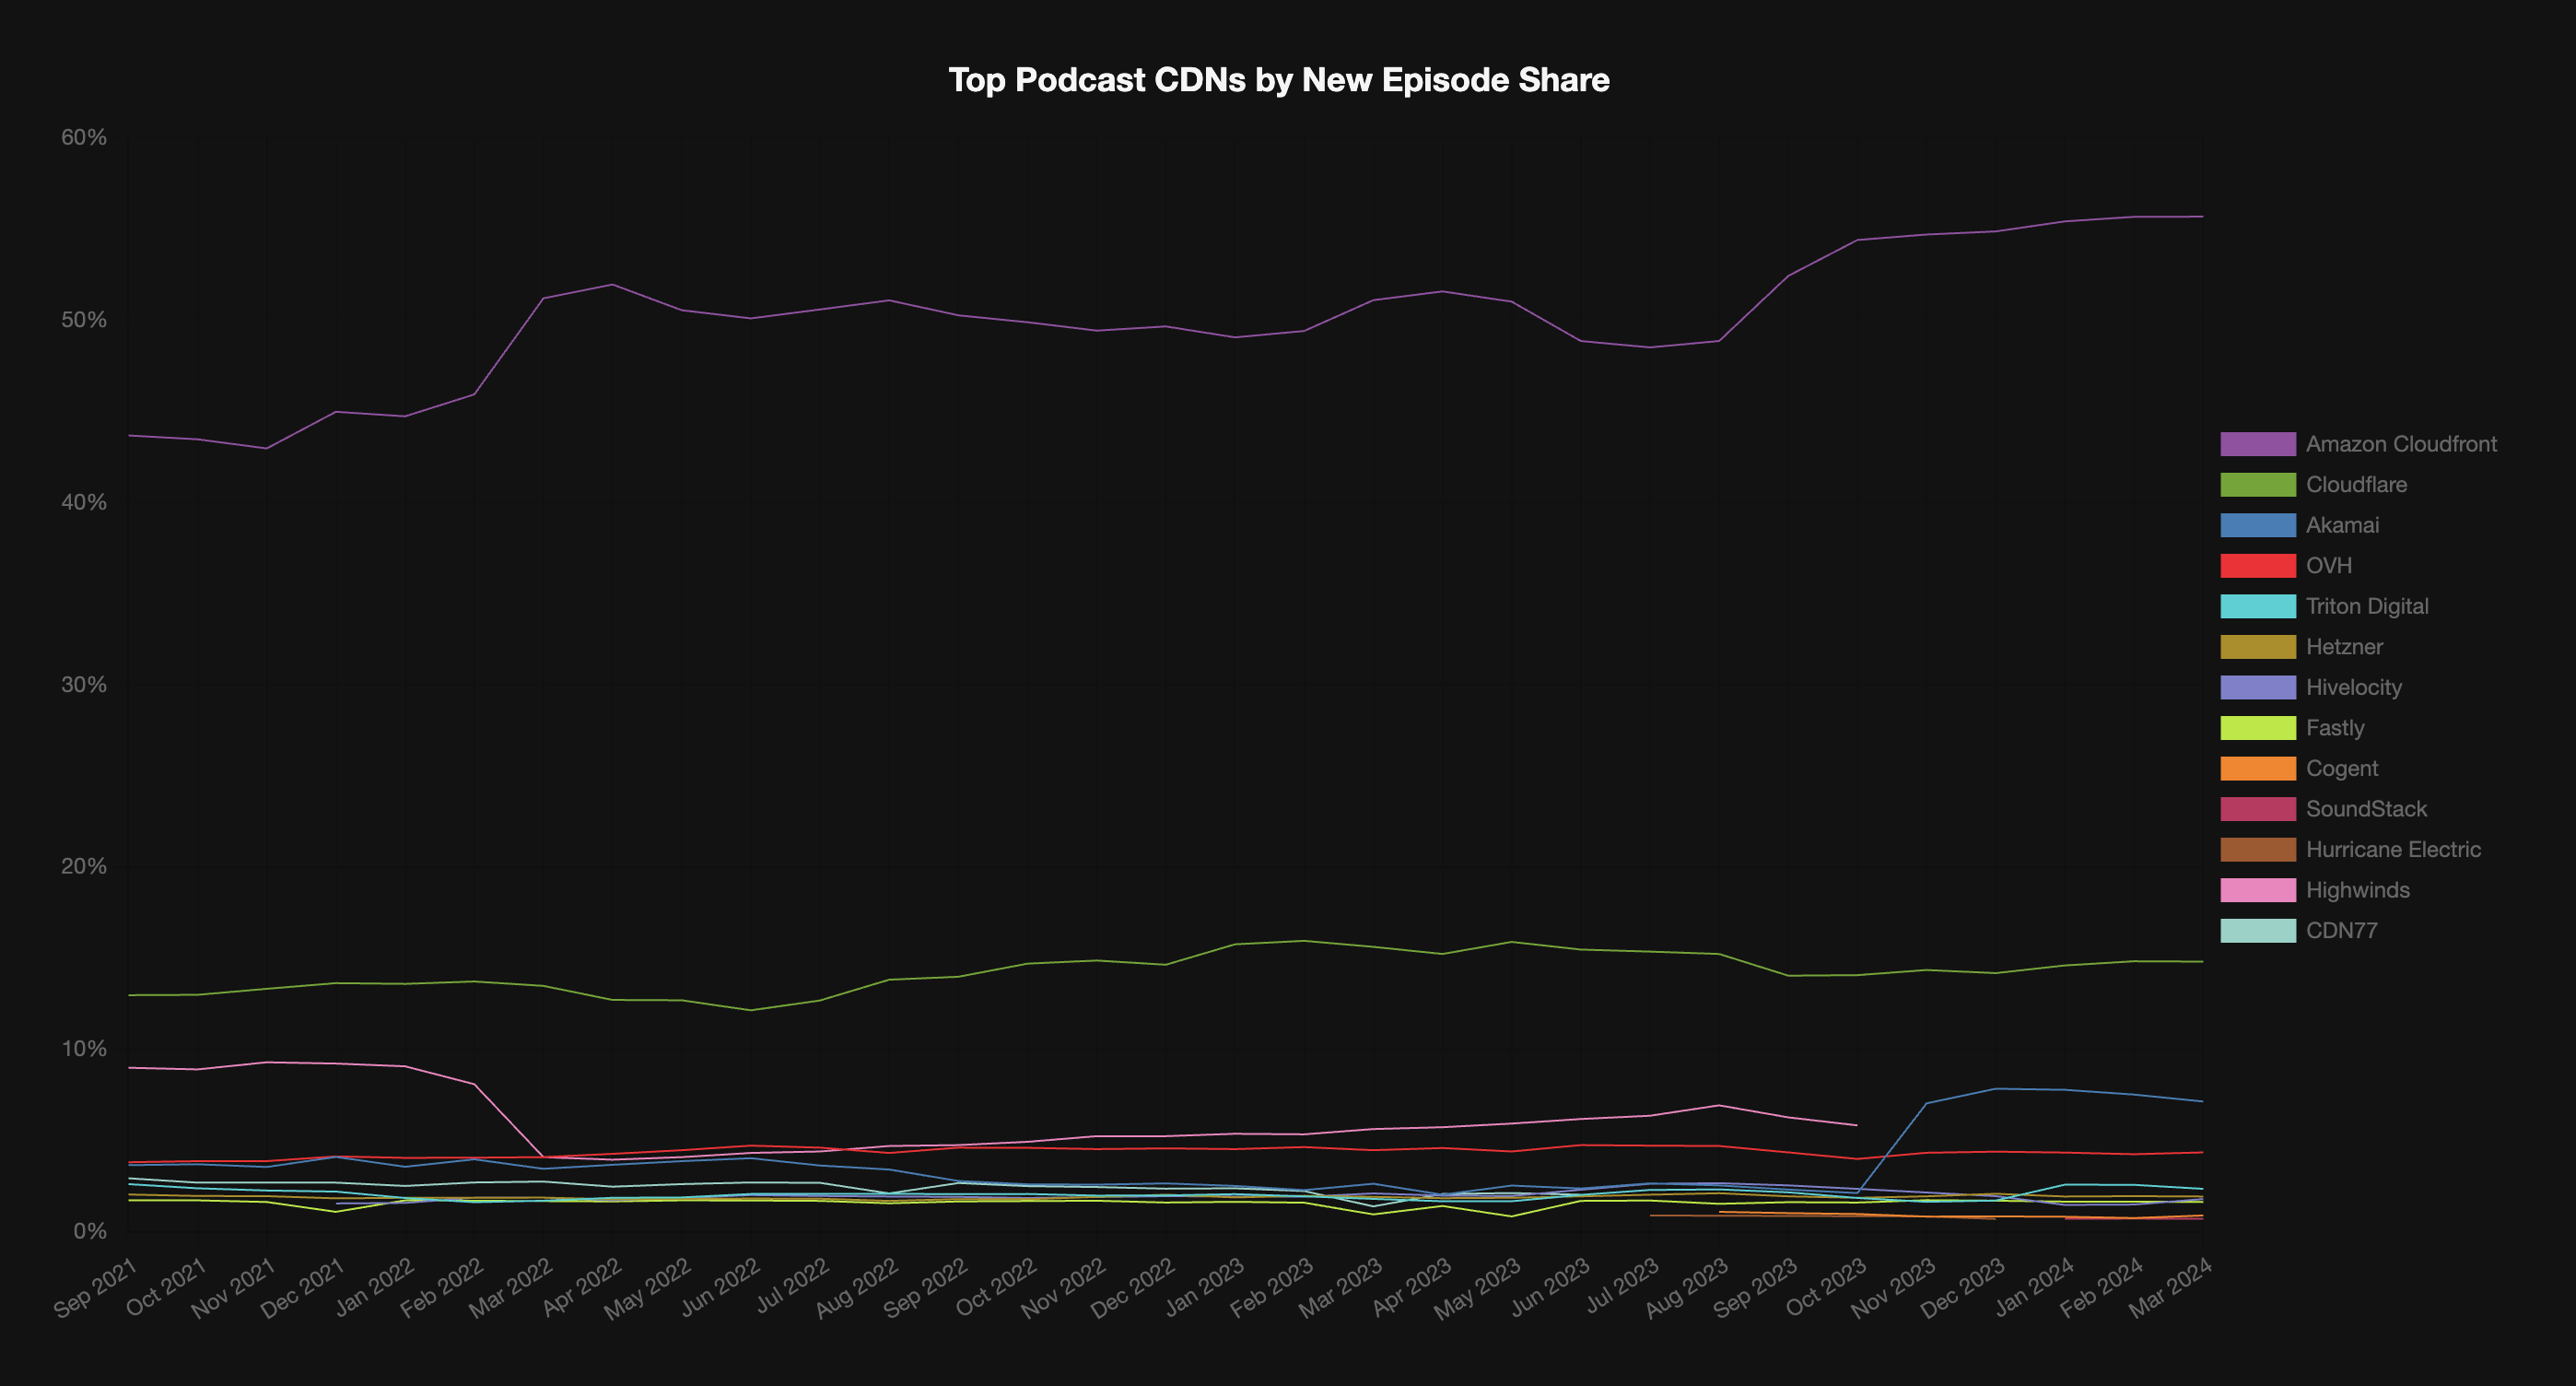 Top Podcast CDNs by New Episode Share
60%
50%
40%
30%
20%
10%
0%
Sep 2021
Oct 2021
Nov 2021
Dec 2021
Jan 2022
Feb 2022
Mar 2022
Apr 2022
May 2022
Jun 2022
Jul 2022
Aug 2022
Sep 2022
Oct 2022
Nov 2022
Dec 2022
Jan 2023
Feb 2023
Mar 2023
Apr 2023
May 2023
Jun 2023
Jul 2023
Aug 2023
Sep 2023
Oct 2023
Nov 2023
Dec 2023
Jan 2024
Feb 2024
Mar 2024
Amazon Cloudfront
Cloudflare
Akamai
OVH
Triton Digital
Hetzner
Hivelocity
Fastly
Cogent
SoundStack
Hurricane Electric
Highwinds
CDN77